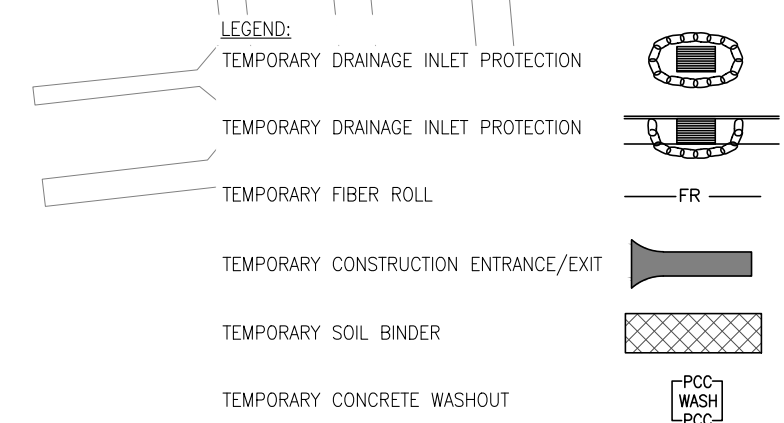 LEGEND:
TEMPORARY DRAINAGE INLET PROTECTION
TEMPORARY DRAINAGE INLET PROTECTION
TEMPORARY FIBER ROLL
FR
TEMPORARY CONSTRUCTION ENTRANCE/EXIT
TEMPORARY SOIL BINDER
TEMPORARY CONCRETE WASHOUT
PCC
WASH
PCC